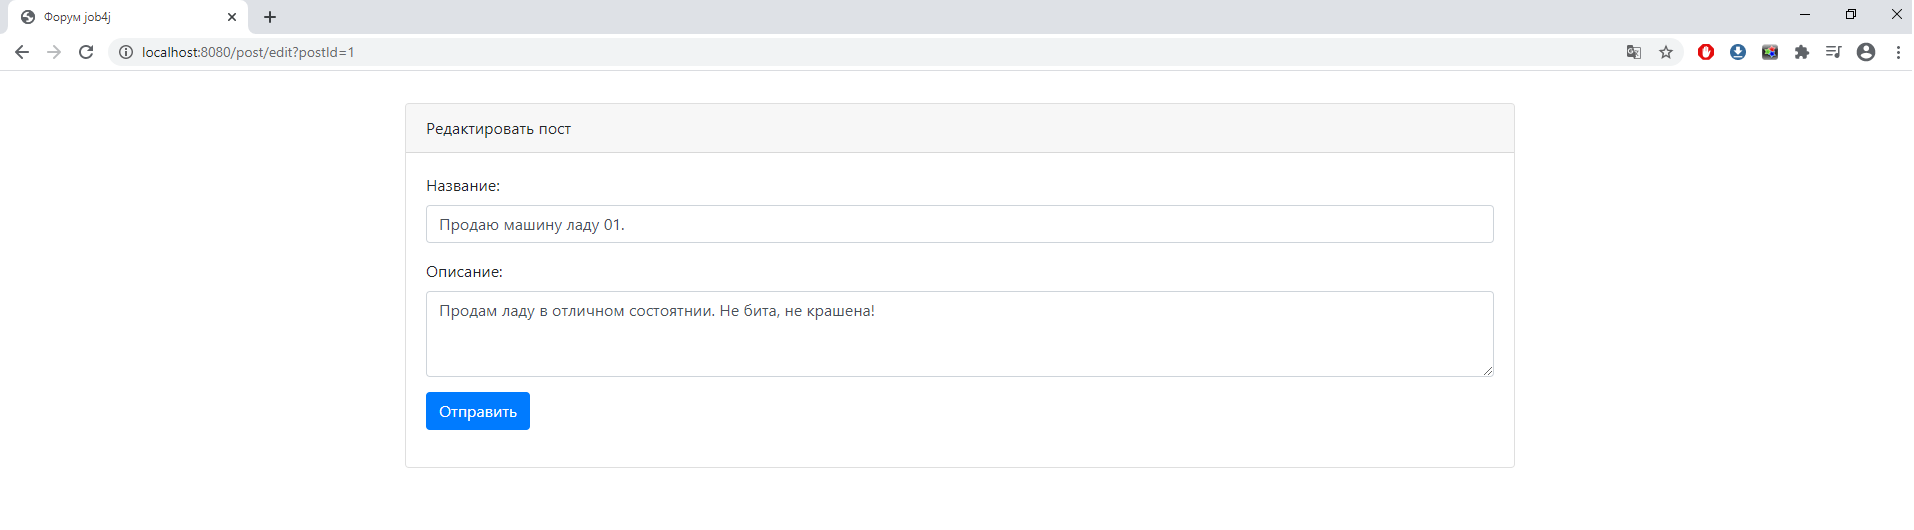 Форум job4j
localhost:8080/post/edit?postId=1
Редактировать пост
Название:
Продаю машину ладу 01.
Описание:
Продам ладу в отличном состоятнии. Не бита, не крашена!
Отправить